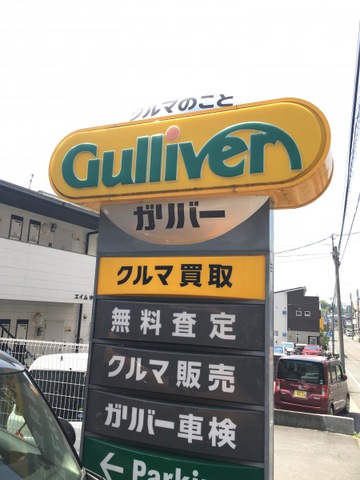 クルマのこと
Gulliver
ガリバー
クルマ買取
無料査定
クルマ販売
ガリバー車検
← Parking